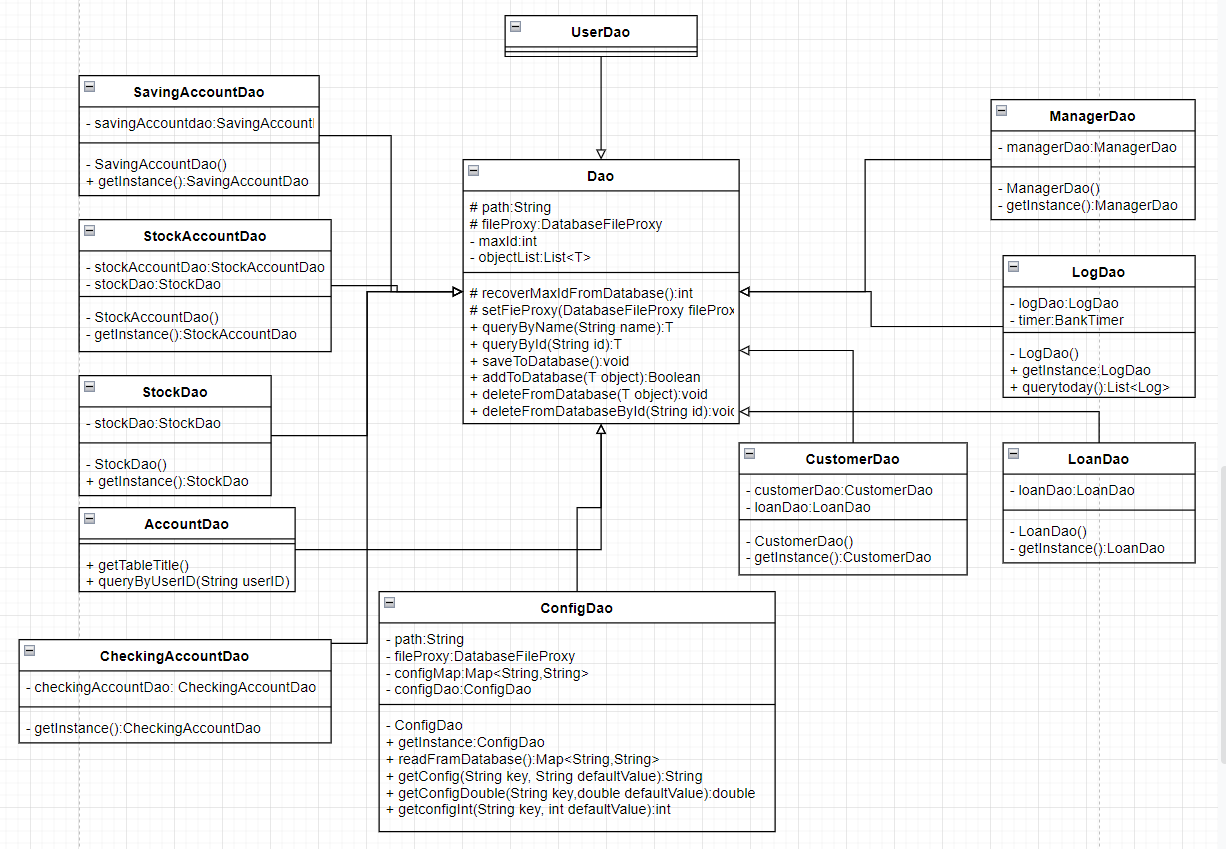 UserDao
SavingAccountDao
- savingAccountdao:SavingAccount
- SavingAccountDao()
+ getInstance():SavingAccountDao
StockAccountDao
- stockAccountDao:StockAccountDao
- stockDao:StockDao
- StockAccountDao()
- getInstance():StockAccountDao
StockDao
- stockDao:StockDao
- StockDao()
+ getInstance():StockDao
AccountDao
+ getTableTitle()
+ queryByUserID(String userID)
CheckingAccountDao
- checkingAccountDao: CheckingAccountDao
- getInstance():CheckingAccountDao
Dao
# path:String
# fileProxy:DatabaseFileProxy
- maxId:int
- objectList:List<T>
# recoverMaxIdFromDatabase():int
# setFieProxy(DatabaseFileProxy fileProx
+ queryByName(String name):T
+ queryById(String id):T
+ saveToDatabase():void
+ addToDatabase(T object):Boolean
+ deleteFromDatabase(T object):void
+ deleteFromDatabaseById(String id):voic
ConfigDao
- path:String
- fileProxy:DatabaseFileProxy
- configMap:Map<String,String>
- configDao:ConfigDao
- ConfigDao
+ getInstance:ConfigDao
+ readFramDatabase():Map<String,String>
+ getConfig(String key, String defaultValue):String
+ getConfigDouble(String key,double defaultValue):double
+ getconfigInt(String key, int defaultValue):int
ManagerDao
- managerDao:ManagerDao
- ManagerDao()
- getInstance():ManagerDao
LogDao
- logDao:LogDao
- timer:BankTimer
- LogDao()
+ getInstance:LogDao
+ querytoday():List<Log>
CustomerDao
- customerDao:CustomerDao
- loanDao:LoanDao
- CustomerDao()
- getInstance():CustomerDao
LoanDao
- loanDao:LoanDao
- LoanDao()
- getInstance():LoanDao